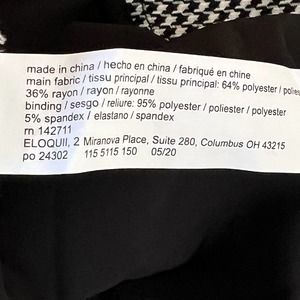 made in china / hecho en china / fabriqué en chine
main fabric / tissu principal / tissu principal: 64% polyester / polies
36% rayon / rayon / rayonne
binding / sesgo / reliure: 95% polyester / poliester / polyester
5% spandex / elastano / spandex
rn 142711
ELOQUII, 2 Miranova Place, Suite 280, Columbus OH 43215
po 24302 115 5115 150 05/20